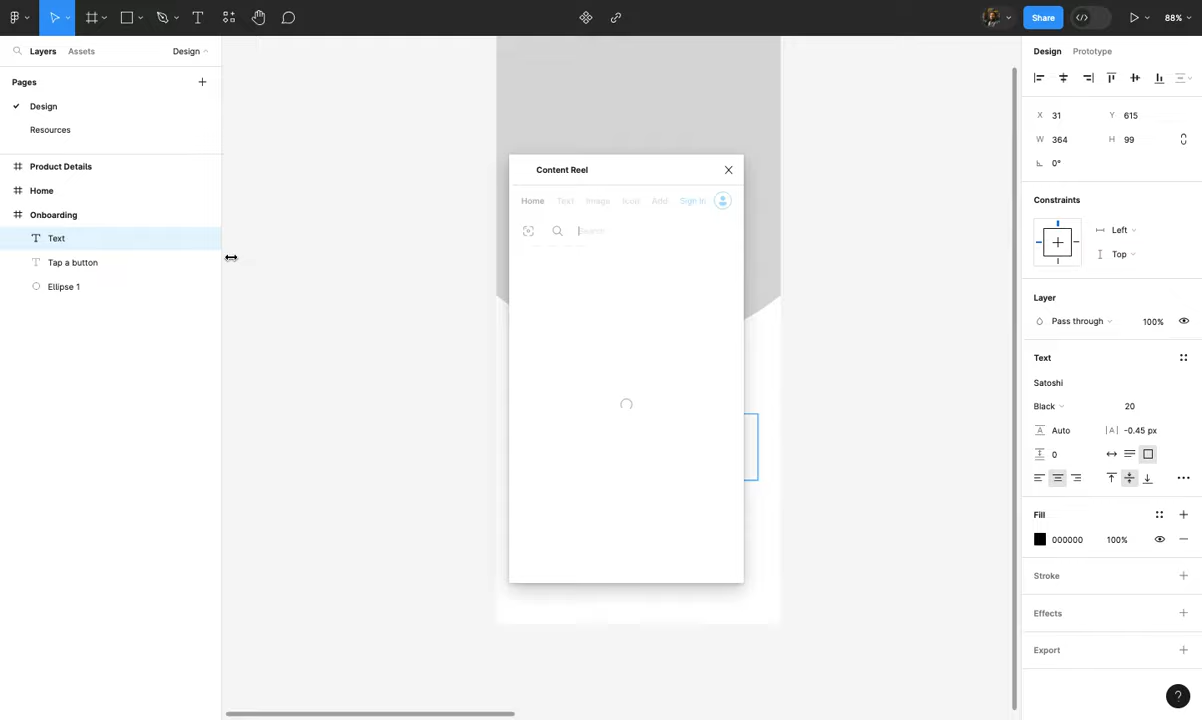 Share
88%
Layers
Assets
Design
Pages
Design
Resources
Product Details
Home
Onboarding
Text
Tap a button
Ellipse 1
Content Reel
Home
Text
Image
Icon
Add
Sign In
Search
Design
Prototype
X
31
Y
615
W
364
H
99
0°
Constraints
Left
Top
Layer
Pass through
100%
Text
Satoshi
Black
20
Auto
|A|
-0.45 px
0
Fill
000000
100%
Stroke
Effects
Export
?